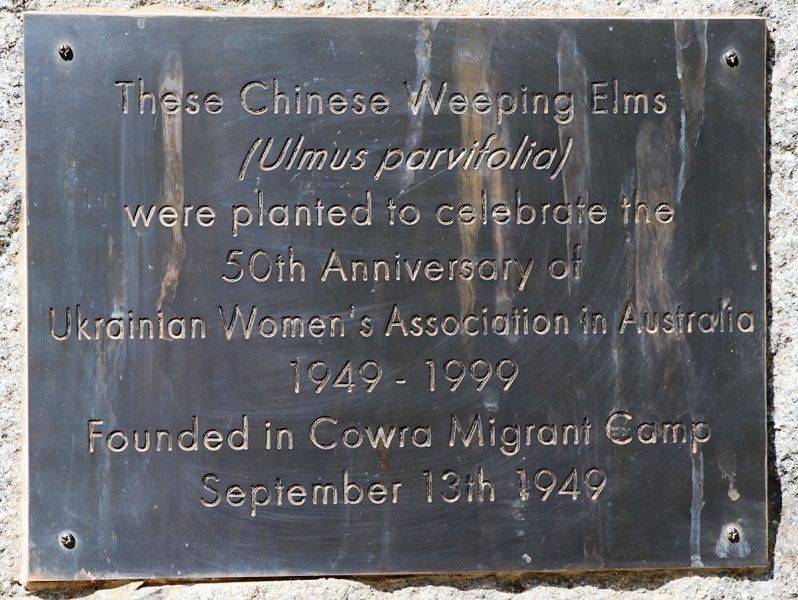 These Chinese Weeping Elms
(Ulmus parvifolia)
were planted to celebrate the
50th Anniversary of
Ukrainian Women's Association in Australia
1949 - 1999
Founded in Cowra Migrant Camp
September 13th 1949